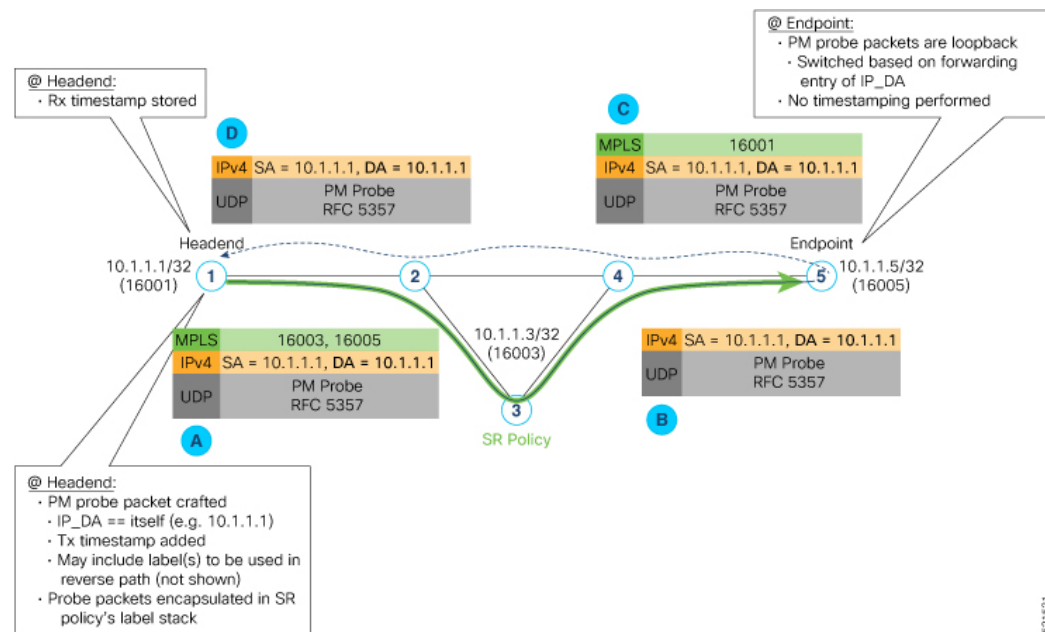 @ Endpoint:
· PM probe packets are loopback
· Switched based on forwarding
entry of IP_DA
· No timestamping performed
@ Headend:
· Rx timestamp stored
D
IPv4 SA = 10.1.1.1, DA = 10.1.1.1
UDP
PM Probe
RFC 5357
C
MPLS 16001
IPv4 SA = 10.1.1.1, DA = 10.1.1.1
UDP
PM Probe
RFC 5357
Headend
10.1.1.1/32
(16001)
1
2
4
5
Endpoint
10.1.1.5/32
(16005)
10.1.1.3/32
(16003)
3
SR Policy
MPLS 16003, 16005
IPv4 SA = 10.1.1.1, DA = 10.1.1.1
UDP
PM Probe
RFC 5357
A
IPv4 SA = 10.1.1.1, DA = 10.1.1.1
UDP
PM Probe
RFC 5357
B
@ Headend:
· PM probe packet crafted
· IP_DA == itself (e.g. 10.1.1.1)
· Tx timestamp added
· May include label(s) to be used in
reverse path (not shown)
· Probe packets encapsulated in SR
policy's label stack